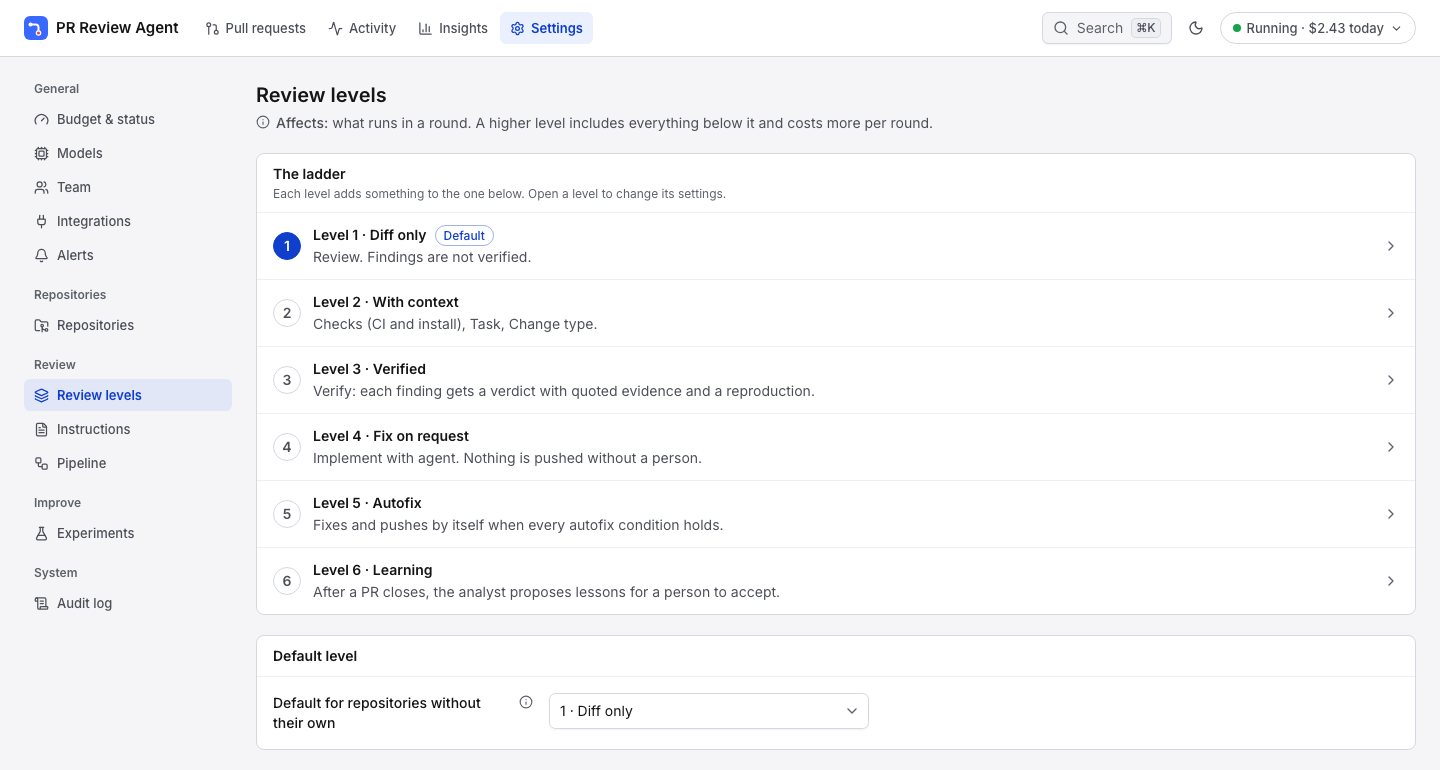 PR Review Agent
Pull requests
Activity
Insights
Settings
Search ⌘K
Running · $2.43 today
General
Budget & status
Models
Team
Integrations
Alerts
Repositories
Repositories
Review
Review levels
Instructions
Pipeline
Improve
Experiments
System
Audit log
Review levels
Affects: what runs in a round. A higher level includes everything below it and costs more per round.
The ladder
Each level adds something to the one below. Open a level to change its settings.
1
Level 1 · Diff only Default
Review. Findings are not verified.
2
Level 2 · With context
Checks (CI and install), Task, Change type.
3
Level 3 · Verified
Verify: each finding gets a verdict with quoted evidence and a reproduction.
4
Level 4 · Fix on request
Implement with agent. Nothing is pushed without a person.
5
Level 5 · Autofix
Fixes and pushes by itself when every autofix condition holds.
6
Level 6 · Learning
After a PR closes, the analyst proposes lessons for a person to accept.
Default level
Default for repositories without
their own
1 · Diff only